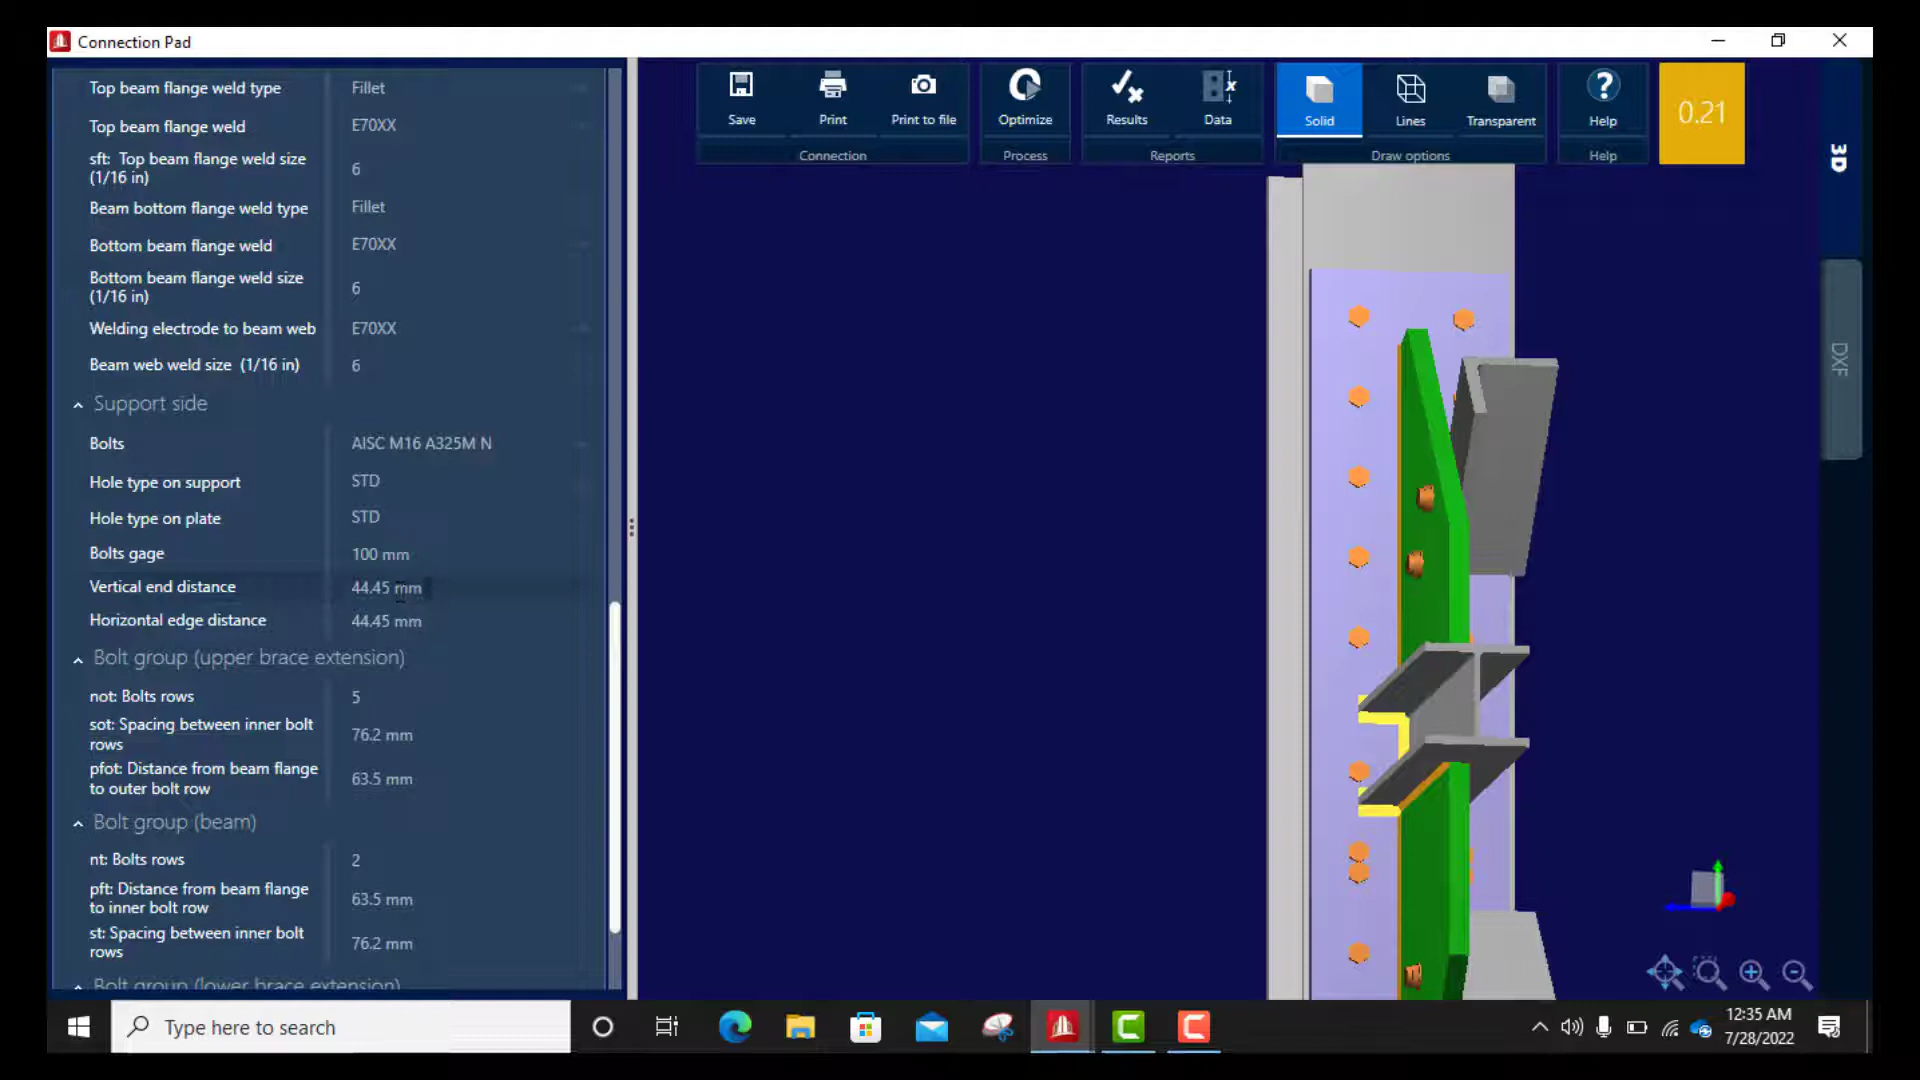 Connection Pad
Top beam flange weld type
Fillet
Top beam flange weld
E70XX
sft: Top beam flange weld size
(1/16 in)
6
Beam bottom flange weld type
Fillet
Bottom beam flange weld
E70XX
Bottom beam flange weld size
(1/16 in)
6
Welding electrode to beam web
E70XX
Beam web weld size (1/16 in)
6
Support side
Bolts
AISC M16 A325M N
Hole type on support
STD
Hole type on plate
STD
Bolts gage
100 mm
Vertical end distance
44.45 mm
Horizontal edge distance
44.45 mm
Bolt group (upper brace extension)
not: Bolts rows
5
sot: Spacing between inner bolt
rows
76.2 mm
pfot: Distance from beam flange
to outer bolt row
63.5 mm
Bolt group (beam)
nt: Bolts rows
2
pft: Distance from beam flange
to inner bolt row
63.5 mm
st: Spacing between inner bolt
rows
76.2 mm
Bolt group (lower brace extension)
Save
Print
Print to file
Connection
Optimize
Process
Results
Data
Reports
Solid
Lines
Transparent
Draw options
Help
Help
0.21
3D
DXF
Type here to search
12:35 AM
7/28/2022